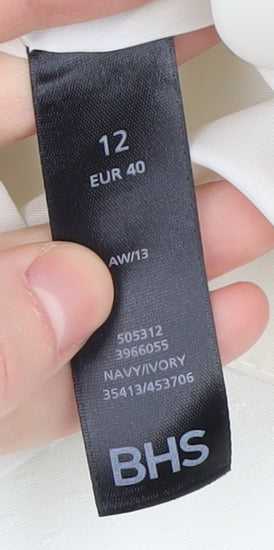 12
EUR 40
AW/13
505312
3966055
NAVY/IVORY
35413/453706
BHS